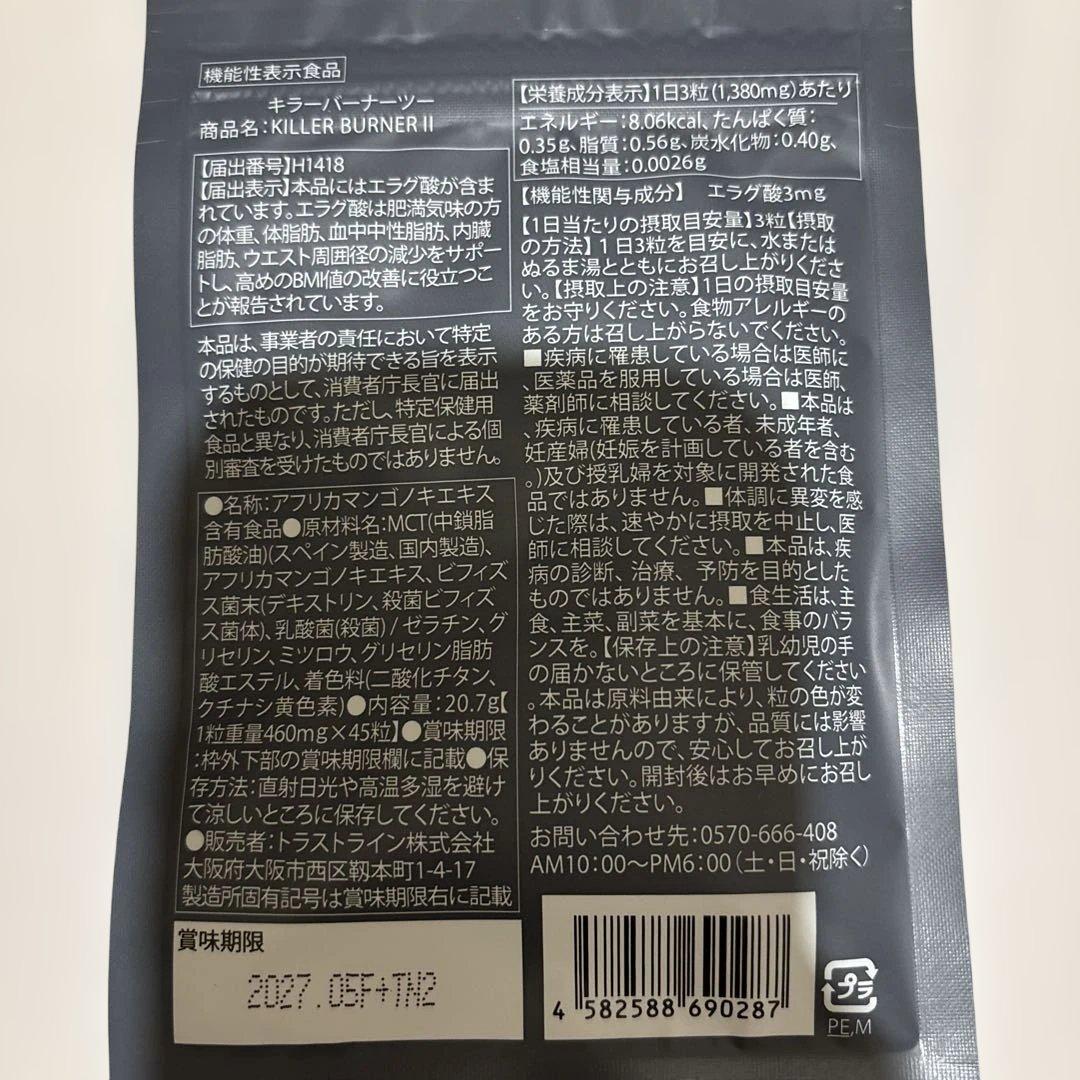 機能性表示食品
キラーバーナーツー
商品名：KILLER BURNER II
【届出番号】H1418
【届出表示】本品にはエラグ酸が含ま
れています。エラグ酸は肥満気味の方
の体重、体脂肪、血中中性脂肪、内臓
脂肪、ウエスト周囲径の減少をサポー
トし、高めのBMI値の改善に役立つこ
とが報告されています。
本品は、事業者の責任において特定
の保健の目的が期待できる旨を表示
するものとして、消費者庁長官に届出
されたものです。ただし、特定保健用
食品と異なり、消費者庁長官による個
別審査を受けたものではありません。
●名称：アフリカマンゴノキエキス
含有食品●原材料名：MCT(中鎖脂
肪酸油)(スペイン製造、国内製造)、
アフリカマンゴノキエキス、ビフィズ
ス菌末(デキストリン、殺菌ビフィズ
ス菌体)、乳酸菌(殺菌) / ゼラチン、グ
リセリン、ミツロウ、グリセリン脂肪
酸エステル、着色料(二酸化チタン、
クチナシ黄色素)●内容量：20.7g【
1粒重量460mg×45粒】●賞味期限
:枠外下部の賞味期限欄に記載●保
存方法：直射日光や高温多湿を避け
て涼しいところに保存してください。
●販売者：トラストライン株式会社
大阪府大阪市西区靱本町1-4-17
製造所固有記号は賞味期限右に記載
賞味期限
2027.05F+TW2
【栄養成分表示】1日3粒(1,380mg)あたり
エネルギー：8.06kcal、たんぱく質：
0.35g、脂質：0.56g、炭水化物：0.40g、
食塩相当量：0.0026g
【機能性関与成分】 エラグ酸3mg
【1日当たりの摂取目安量】3粒【摂取
の方法】1日3粒を目安に、水または
ぬるま湯とともにお召し上がりくださ
い。【摂取上の注意】1日の摂取目安量
をお守りください。食物アレルギーの
ある方は召し上がらないでください。
■疾病に罹患している場合は医師に
、医薬品を服用している場合は医師、
薬剤師に相談してください。■本品は
、疾病に罹患している者、未成年者、
妊産婦(妊娠を計画している者を含む
。)及び授乳婦を対象に開発された食
品ではありません。■体調に異変を感
じた際は、速やかに摂取を中止し、医
師に相談してください。■本品は、疾
病の診断、治療、予防を目的とした
ものではありません。■食生活は、主
食、主菜、副菜を基本に、食事のバラ
ンスを。【保存上の注意】乳幼児の手
の届かないところに保管してください
。本品は原料由来により、粒の色が変
わることがありますが、品質には影響
ありませんので、安心してお召し上が
りください。開封後はお早めにお召し
上がりください。
お問い合わせ先：0570-666-408
AM10：00〜PM6：00（土・日・祝除く）
4 582588 690287
プラ
PE,M